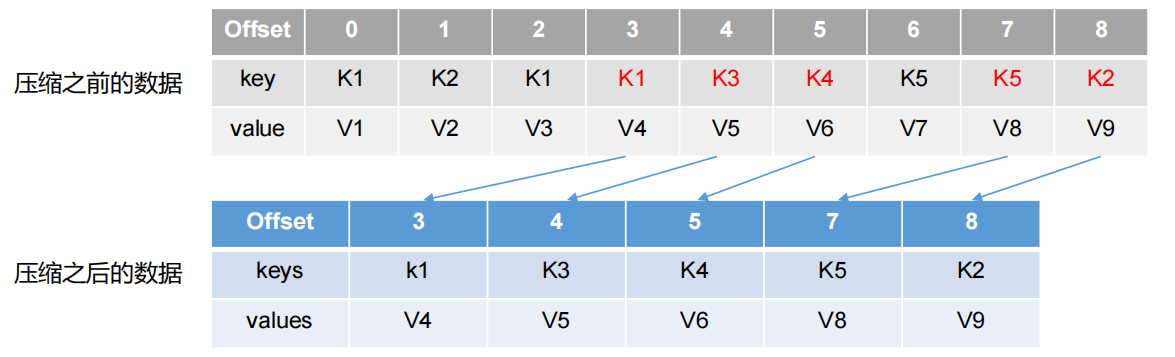 Offset 0 1 2 3 4 5 6 7 8
压缩之前的数据
key K1 K2 K1 K1 K3 K4 K5 K5 K2
value V1 V2 V3 V4 V5 V6 V7 V8 V9
Offset 3 4 5 7 8
压缩之后的数据
keys k1 K3 K4 K5 K2
values V4 V5 V6 V8 V9